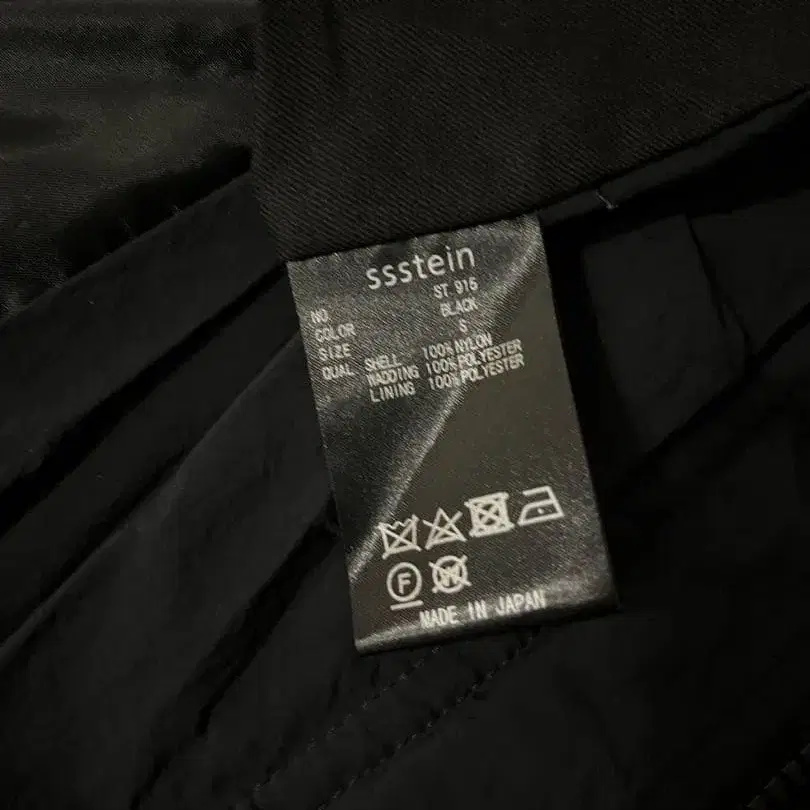 ssstein
NO ST 915
COLOR BLACK
SIZE S
QUAL SHELL 100%NYLON
WADDING 100%POLYESTER
LINING 100%POLYESTER
F
W
MADE IN JAPAN